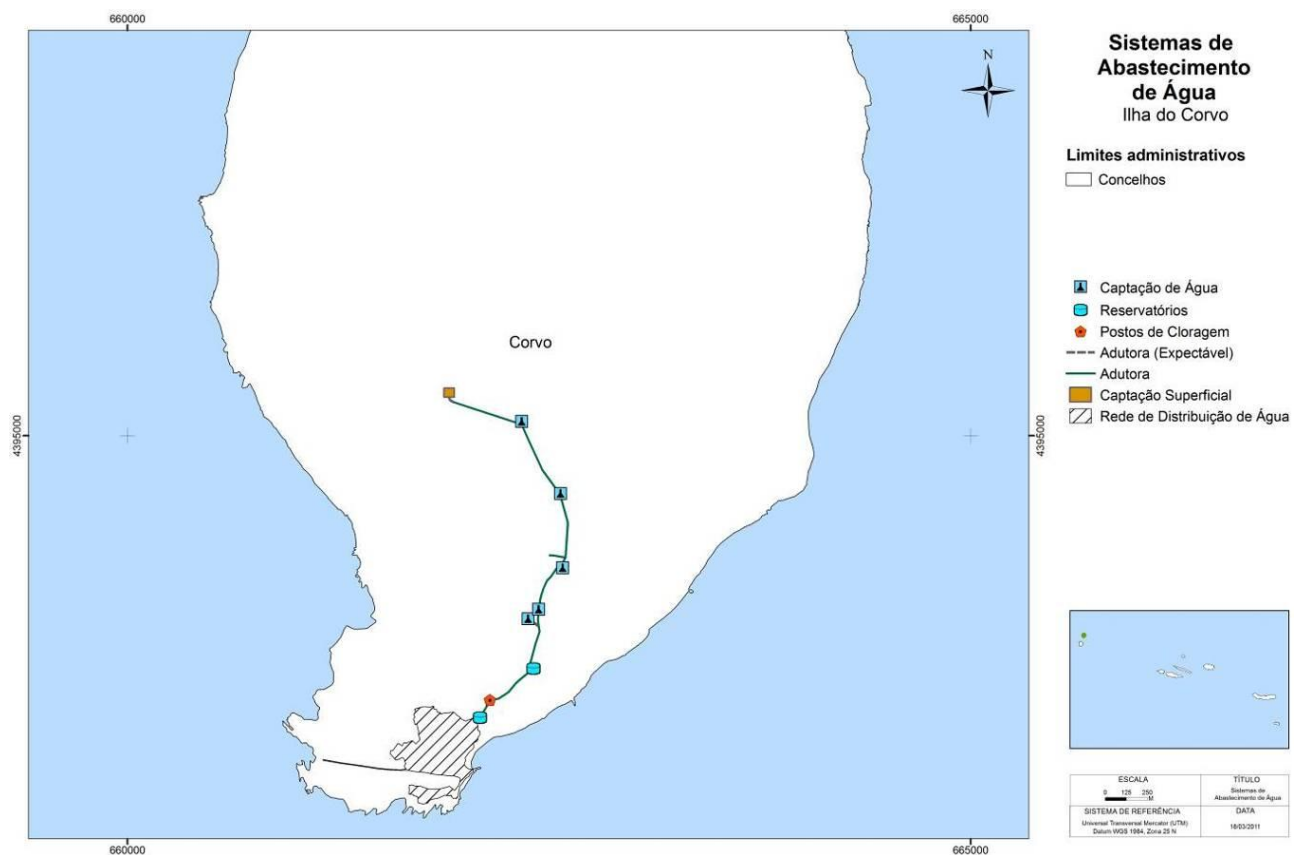 660000
665000
N
Sistemas de
Abastecimento
de Água
Ilha do Corvo
Limites administrativos
Concelhos
Captação de Água
Reservatórios
Postos de Cloragem
Adutora (Expectável)
Adutora
Captação Superficial
Rede de Distribuição de Água
Corvo
4395000
4395000
ESCALA
0 125 250
M
TÍTULO
Sistemas de
Abastecimento de Água
SISTEMA DE REFERÊNCIA
Universal Transversal Mercator (UTM)
Datum WGS 1984, Zona 25 N
DATA
18/03/2011
660000
665000